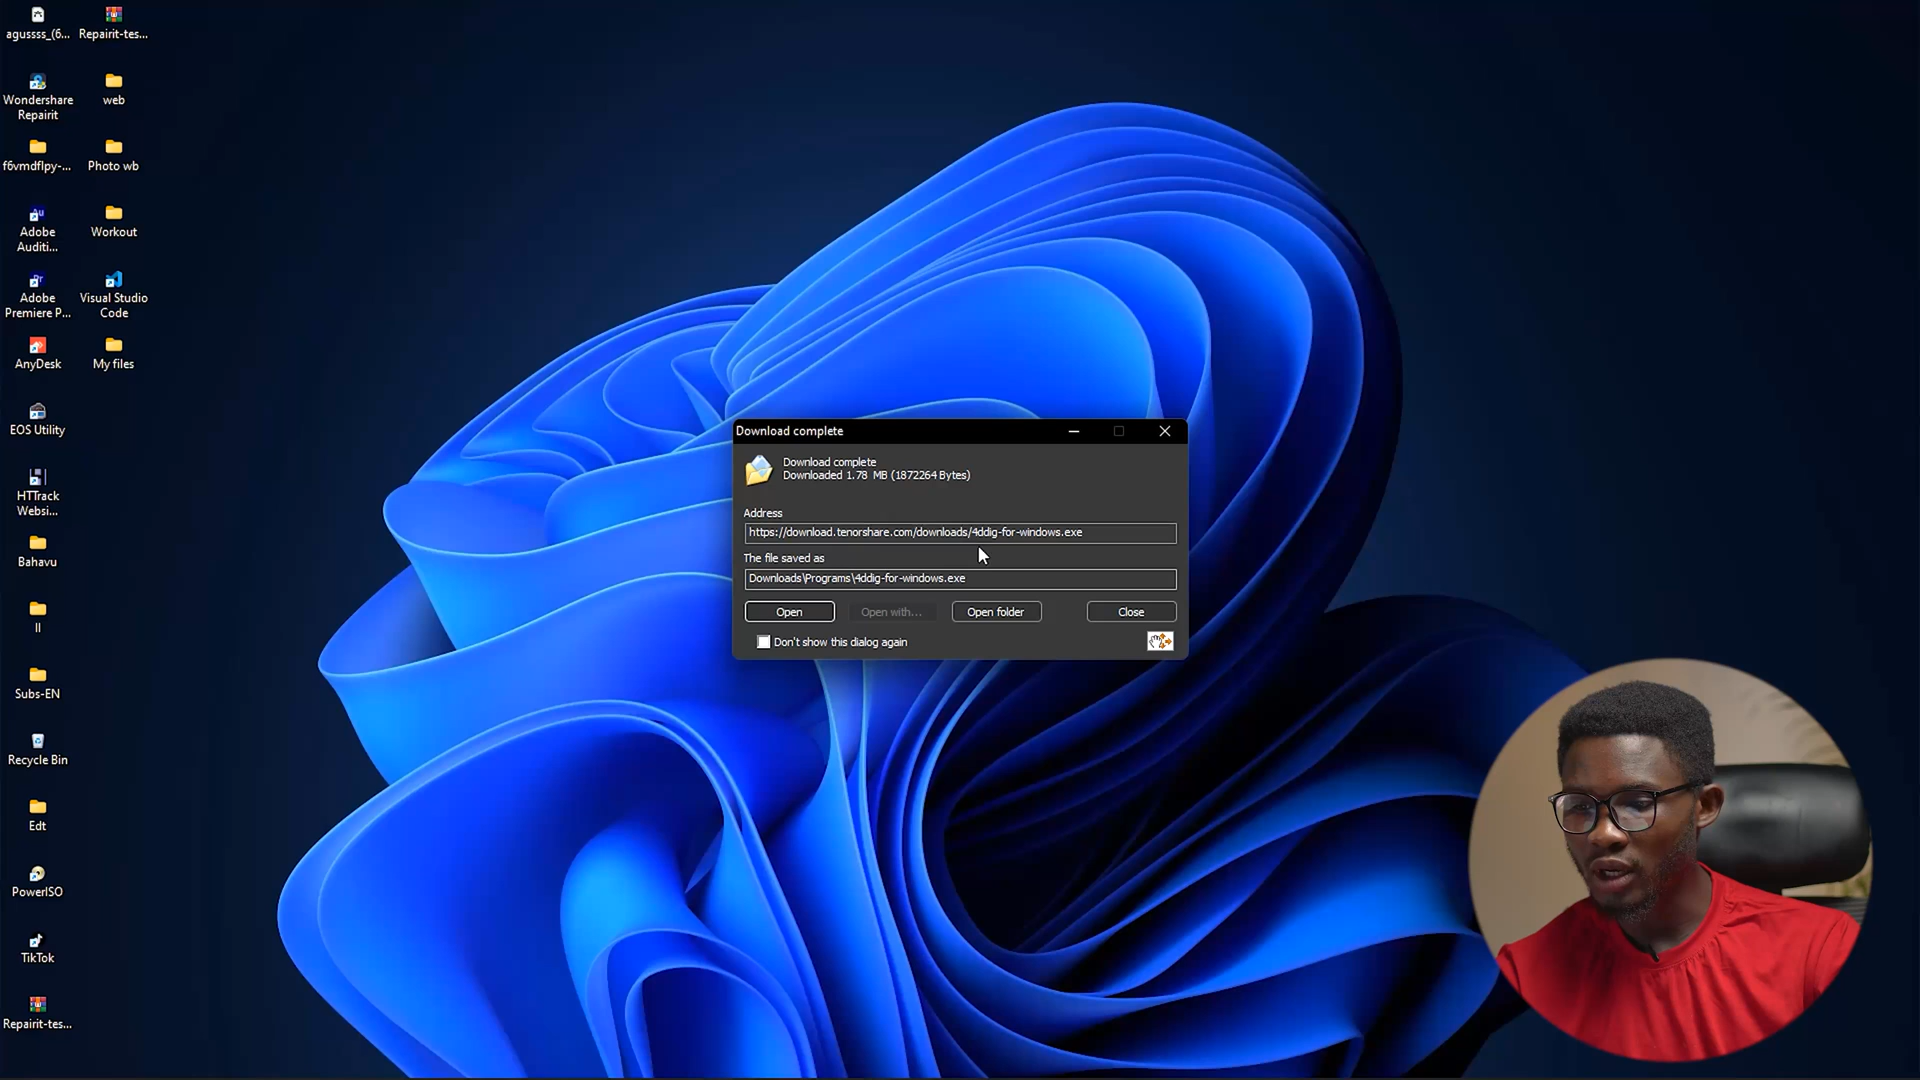 agussss_(6...
Repairit-tes...
Wondershare
Repairit
web
f6vmdflpy-...
Photo wb
Au
Adobe
Auditi...
Workout
Pr
Adobe
Premiere P...
Visual Studio
Code
AnyDesk
My files
EOS Utility
HTTrack
Websi...
Bahavu
II
Subs-EN
Recycle Bin
Edt
PowerISO
TikTok
Repairit-tes...
Download complete
Download complete
Downloaded 1.78 MB (1872264 Bytes)
Address
https://download.tenorshare.com/downloads/4ddig-for-windows.exe
The file saved as
Downloads\Programs\4ddig-for-windows.exe
Open
Open with...
Open folder
Close
Don't show this dialog again